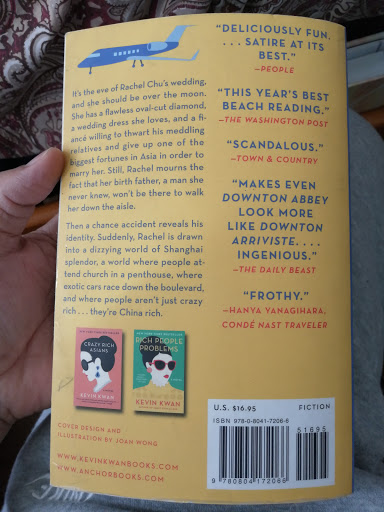 It's the eve of Rachel Chu's wedding,
and she should be over the moon.
She has a flawless oval-cut diamond,
a wedding dress she loves, and a fi-
ancé willing to thwart his meddling
relatives and give up one of the
biggest fortunes in Asia in order to
marry her. Still, Rachel mourns the
fact that her birth father, a man she
never knew, won't be there to walk
her down the aisle.
Then a chance accident reveals his
identity. Suddenly, Rachel is drawn
into a dizzying world of Shanghai
splendor, a world where people at-
tend church in a penthouse, where
exotic cars race down the boulevard,
and where people aren't just crazy
rich . . . they're China rich.
"DELICIOUSLY FUN.
. . . SATIRE AT ITS
BEST."
—PEOPLE
"THIS YEAR'S BEST
BEACH READING."
—THE WASHINGTON POST
"SCANDALOUS."
—TOWN & COUNTRY
"MAKES EVEN
DOWNTON ABBEY
LOOK MORE
LIKE DOWNTON
ARRIVISTE. . . .
INGENIOUS."
—THE DAILY BEAST
"FROTHY."
—HANYA YANAGIHARA,
CONDÉ NAST TRAVELER
CRAZY RICH
ASIANS
KEVIN KWAN
RICH PEOPLE
PROBLEMS
KEVIN KWAN
COVER DESIGN AND
ILLUSTRATION BY JOAN WONG
WWW.KEVINKWANBOOKS.COM
WWW.ANCHORBOOKS.COM
U.S. $16.95
FICTION
ISBN 978-0-8041-7206-6
51695
9 780804 172066